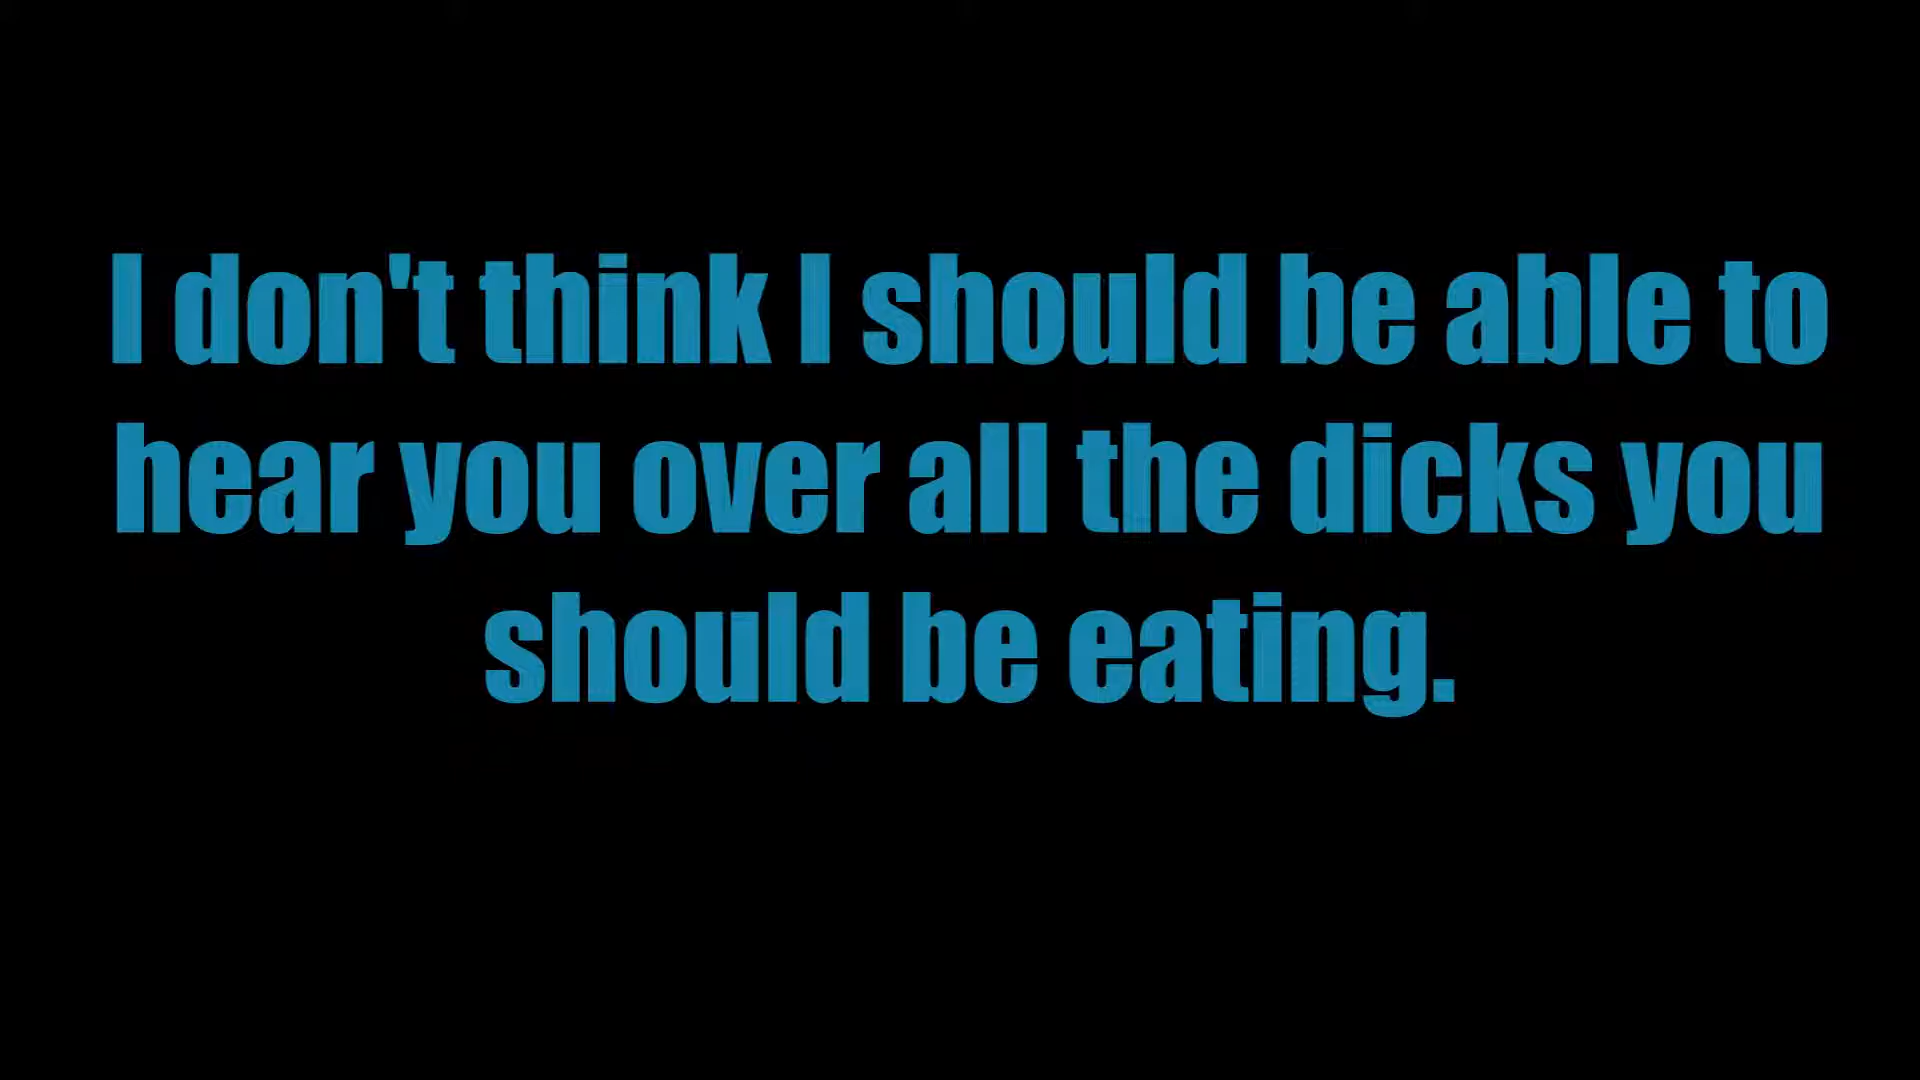 I don't think I should be able to
hear you over all the dicks you
should be eating.